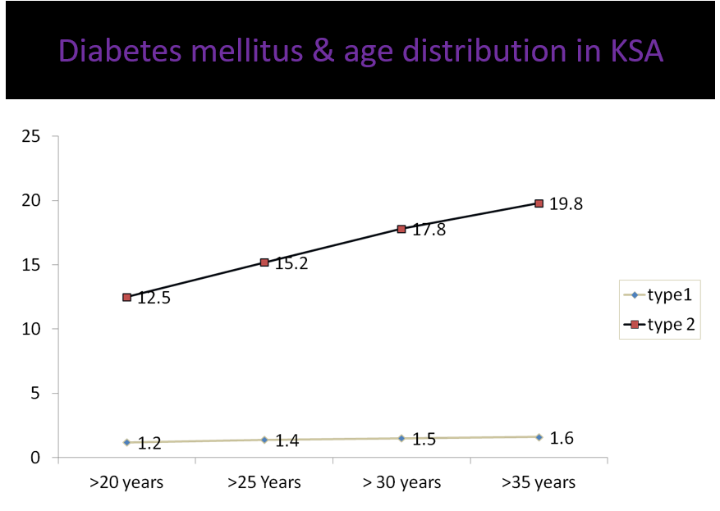 Diabetes mellitus & age distribution in KSA
25
20
19.8
17.8
15
15.2
12.5
type1
type 2
10
5
1.2
1.4
1.5
1.6
0
>20 years
>25 Years
> 30 years
>35 years